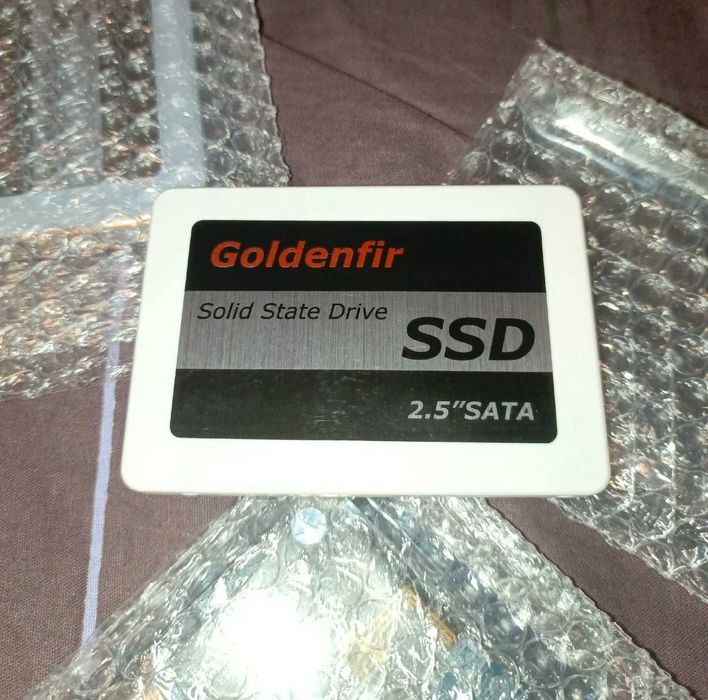 Goldenfir
Solid State Drive
SSD
2.5”SATA